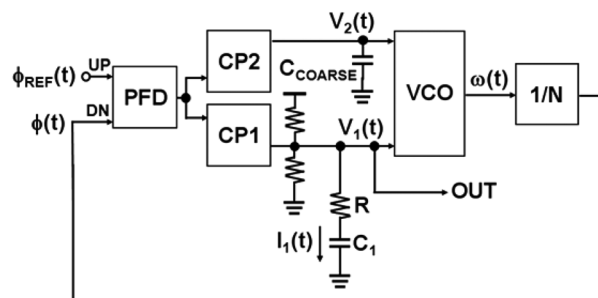 V₂(t)
UP
ϕREF(t)
CP2
CCOARSE
PFD
VCO
ω(t)
1/N
DN
ϕ(t)
CP1
V₁(t)
OUT
R
I₁(t)
C₁